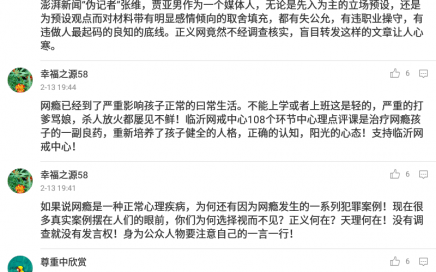 澎湃新闻“伪记者”张维，贾亚男作为一个媒体人，无论是先入为主的立场预设，还是
为预设观点而对材料带有明显感情倾向的取舍填充，都有失公允，有违职业操守，有
违做人最起码的良知的底线。正义网竟然不经调查核实，盲目转发这样的文章让人心
寒。
幸福之源58
6
2-13 19:44
网瘾已经到了严重影响孩子正常的曰常生活。不能上学或者上班这是轻的，严重的打
爹骂娘，杀人放火都屡见不鲜！临沂网戒中心108个环节中心理点评课是治疗网瘾孩
子的一副良药，重新培养了孩子健全的人格，正确的认知，阳光的心态！支持临沂网
戒中心！
幸福之源58
6
2-13 19:41
如果说网瘾是一种正常心理疾病，为何还有因为网瘾发生的一系列犯罪案例！现在很
多真实案例摆在人们的眼前，你们为何选择视而不见？正义何在？天理何在！没有调
查就没有发言权！身为公众人物要注意自己的一言一行！
尊重中欣赏
6